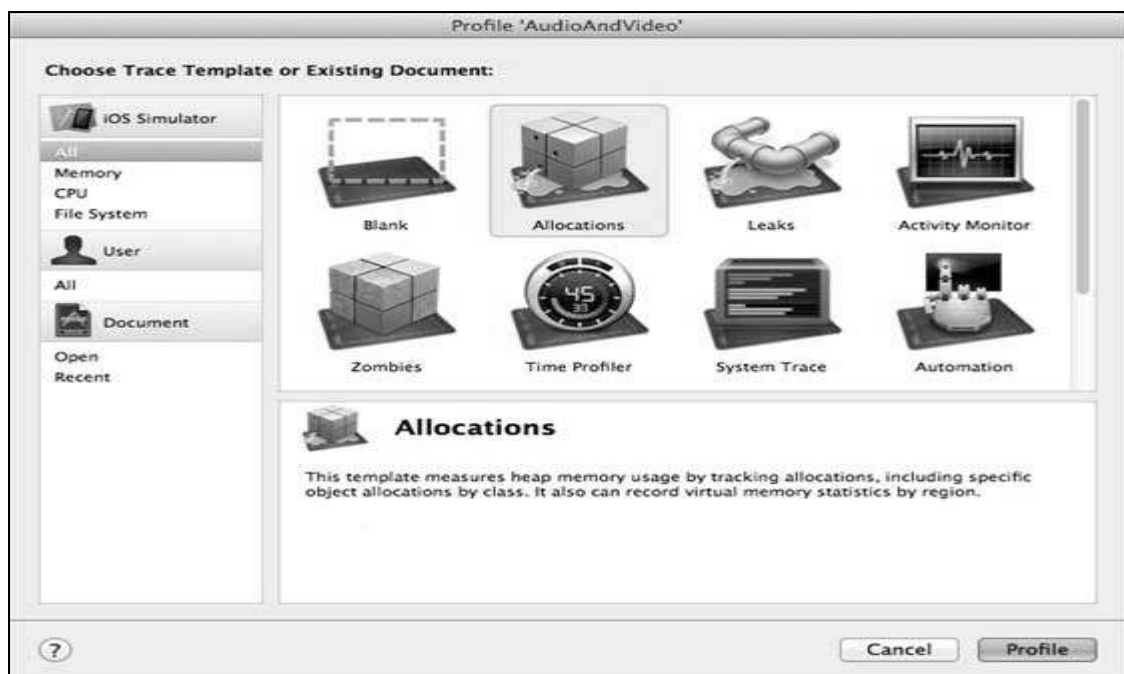 Profile 'AudioAndVideo'
Choose Trace Template or Existing Document:
iOS Simulator
All
Memory
CPU
File System
User
All
Document
Open
Recent
Blank
Allocations
Leaks
Activity Monitor
45
33
Zombies
Time Profiler
System Trace
Automation
Allocations
This template measures heap memory usage by tracking allocations, including specific
object allocations by class. It also can record virtual memory statistics by region.
?
Cancel
Profile